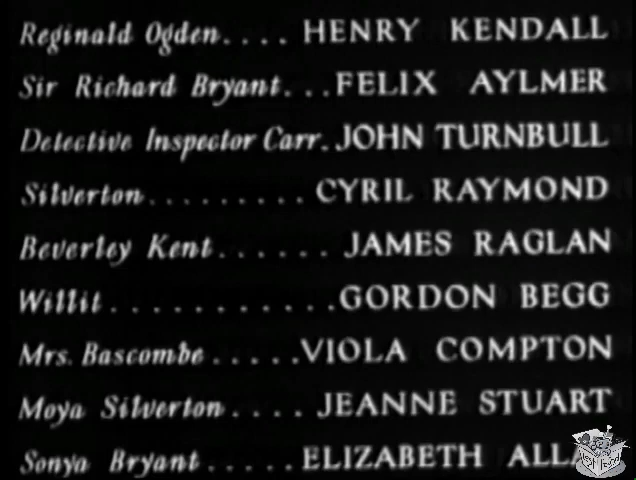 Reginald Ogden.... HENRY KENDALL
Sir Richard Bryant...FELIX AYLMER
Detective Inspector Carr.JOHN TURNBULL
Silverton......... CYRIL RAYMOND
Beverley Kent...... JAMES RAGLAN
Willit............GORDON BEGG
Mrs. Bascombe.....VIOLA COMPTON
Moya Silverton.... JEANNE STUART
Sonya Bryant..... ELIZABETH